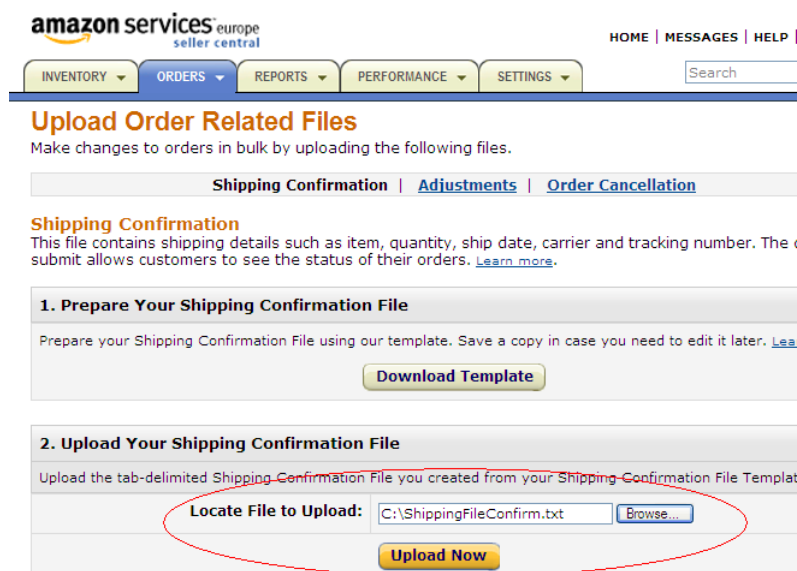 amazon services europe
seller central
HOME | MESSAGES | HELP |
INVENTORY ORDERS REPORTS PERFORMANCE SETTINGS Search
Upload Order Related Files
Make changes to orders in bulk by uploading the following files.
Shipping Confirmation | Adjustments | Order Cancellation
Shipping Confirmation
This file contains shipping details such as item, quantity, ship date, carrier and tracking number. The
submit allows customers to see the status of their orders. Learn more.
1. Prepare Your Shipping Confirmation File
Prepare your Shipping Confirmation File using our template. Save a copy in case you need to edit it later. Lea
Download Template
2. Upload Your Shipping Confirmation File
Upload the tab-delimited Shipping Confirmation File you created from your Shipping Confirmation File Templat
Locate File to Upload: C:\ShippingFileConfirm.txt Browse...
Upload Now